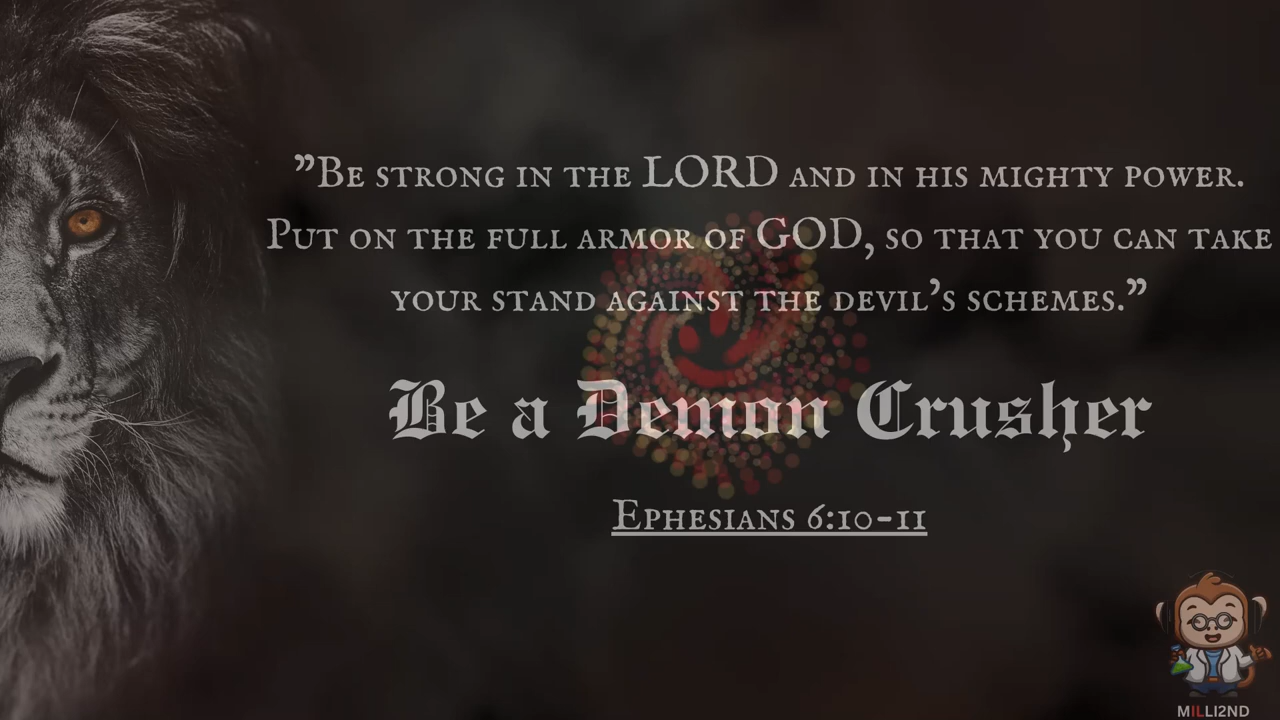 ”Be strong in the LORD and in his mighty power.
Put on the full armor of GOD, so that you can take
your stand against the devil’s schemes.”
Be a Demon Crusher
Ephesians 6:10-11
MILLI2ND